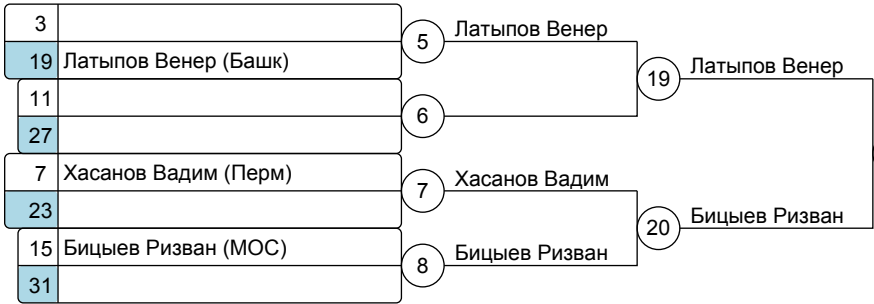 3
19 Латыпов Венер (Башк)
5 Латыпов Венер
11
27
6
19 Латыпов Венер
7 Хасанов Вадим (Перм)
23
7 Хасанов Вадим
15 Бицыев Ризван (МОС)
31
8 Бицыев Ризван
20 Бицыев Ризван